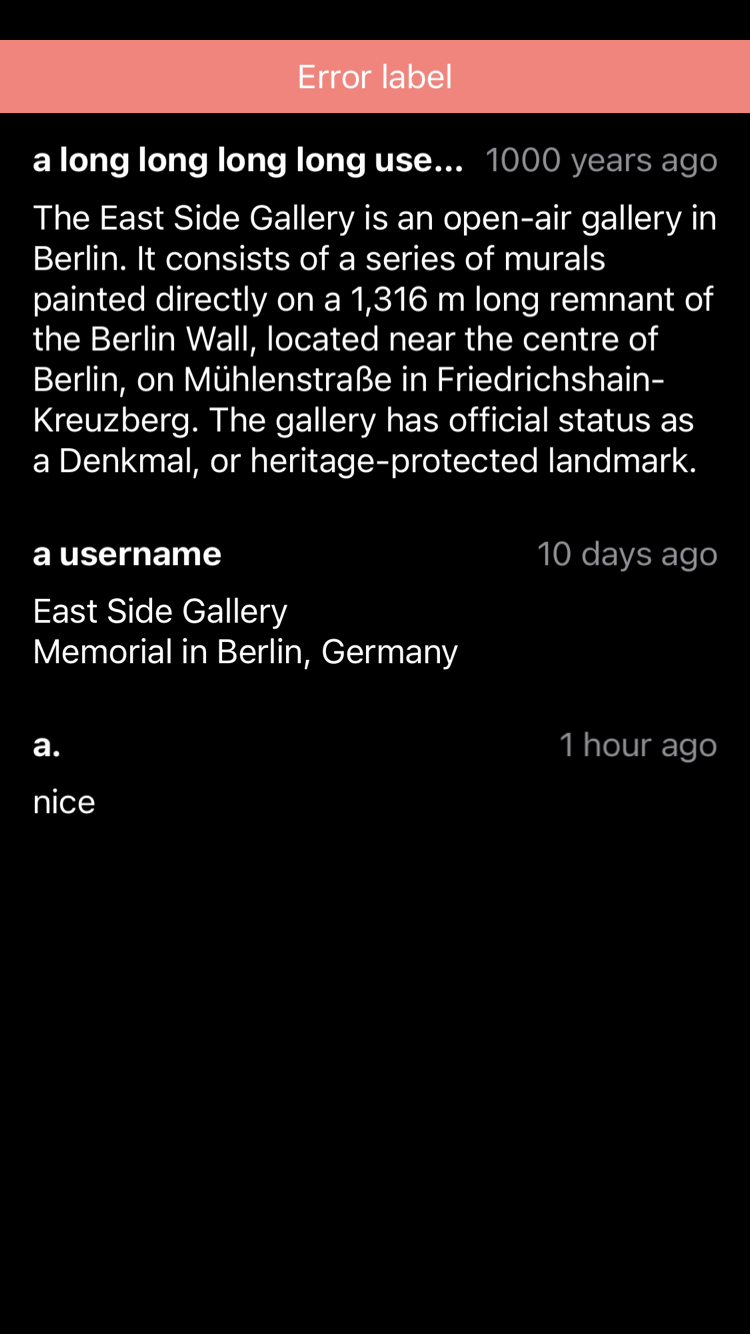 Error label
a long long long long use... 1000 years ago
The East Side Gallery is an open-air gallery in
Berlin. It consists of a series of murals
painted directly on a 1,316 m long remnant of
the Berlin Wall, located near the centre of
Berlin, on Mühlenstraße in Friedrichshain-
Kreuzberg. The gallery has official status as
a Denkmal, or heritage-protected landmark.
a username 10 days ago
East Side Gallery
Memorial in Berlin, Germany
a. 1 hour ago
nice